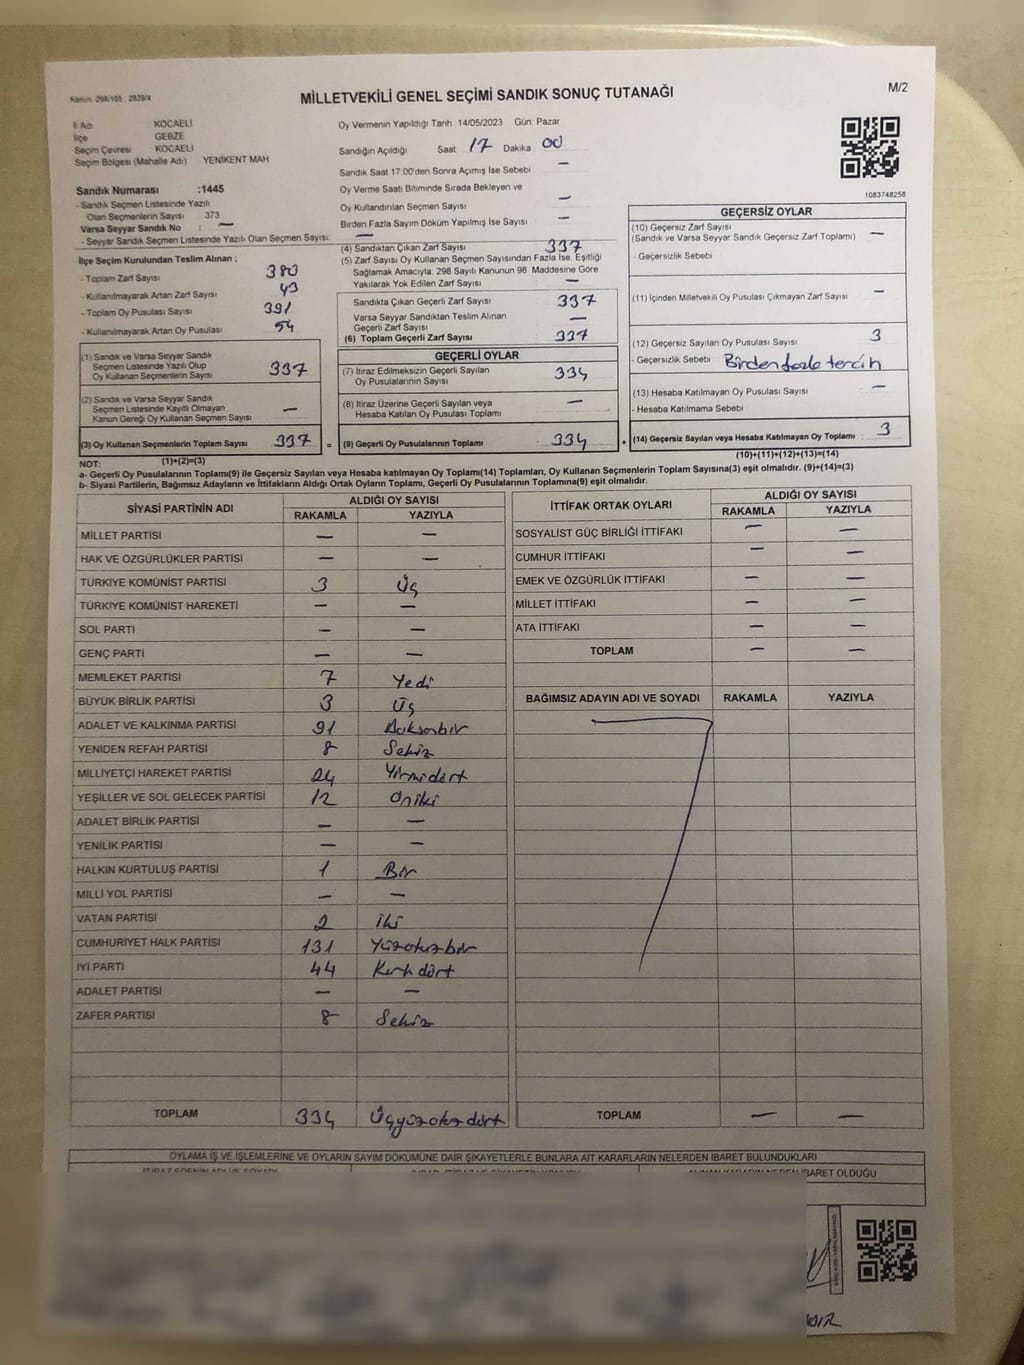 Kanun 298/105 2839/4
MİLLETVEKİLİ GENEL SEÇİMİ SANDIK SONUÇ TUTANAĞI
M/2
İl Adı KOCAELİ
İlçe GEBZE
Seçim Çevresi KOCAELİ
Seçim Bölgesi (Mahalle Adı) YENİKENT MAH
Oy Vermenin Yapıldığı Tarih :14/05/2023 Gün: Pazar
Sandığın Açıldığı Saat 17 Dakika 00
Sandık Saat 17:00'den Sonra Açımış İse Sebebi —
Oy Verme Saati Bitiminde Sırada Bekleyen ve
Oy Kullandırılan Seçmen Sayısı —
Birden Fazla Sayım Döküm Yapılmış İse Sayısı —
1083748258
Sandık Numarası :1445
- Sandık Seçmen Listesinde Yazılı
Olan Seçmenlerin Sayısı 373
Varsa Seyyar Sandık No : —
- Seyyar Sandık Seçmen Listesinde Yazılı Olan Seçmen Sayısı: —
İlçe Seçim Kurulundan Teslim Alınan :
- Toplam Zarf Sayısı 380
- Kullanılmayarak Artan Zarf Sayısı 43
- Toplam Oy Pusulası Sayısı 391
- Kullanılmayarak Artan Oy Pusulası 54
(4) Sandıktan Çıkan Zarf Sayısı 337
(5) Zarf Sayısı Oy Kullanan Seçmen Sayısından Fazla İse, Eşitliği
Sağlamak Amacıyla; 298 Sayılı Kanunun 98. Maddesine Göre
Yakılarak Yok Edilen Zarf Sayısı —
Sandıkta Çıkan Geçerli Zarf Sayısı 337
Varsa Seyyar Sandıktan Teslim Alınan
Geçerli Zarf Sayısı —
(6) Toplam Geçerli Zarf Sayısı 337
GEÇERSİZ OYLAR
(10) Geçersiz Zarf Sayısı
(Sandık ve Varsa Seyyar Sandık Geçersiz Zarf Toplamı) —
- Geçersizlik Sebebi
(11) İçinden Milletvekili Oy Pusulası Çıkmayan Zarf Sayısı —
(12) Geçersiz Sayılan Oy Pusulası Sayısı 3
- Geçersizlik Sebebi Birden fazla tercih
(13) Hesaba Katılmayan Oy Pusulası Sayısı —
- Hesaba Katılmama Sebebi
(14) Geçersiz Sayılan veya Hesaba Katılmayan Oy Toplamı : 3
(10)+(11)+(12)+(13)=(14)
(1) Sandık ve Varsa Seyyar Sandık
Seçmen Listesinde Yazılı Olup
Oy Kullanan Seçmenlerin Sayısı 337
(2) Sandık ve Varsa Seyyar Sandık
Seçmen Listesinde Kayıtlı Olmayan
Kanun Gereği Oy Kullanan Seçmen Sayısı —
(3) Oy Kullanan Seçmenlerin Toplam Sayısı : 337 =
(1)+(2)=(3)
GEÇERLİ OYLAR
(7) İtiraz Edilmeksizin Geçerli Sayılan
Oy Pusulalarının Sayısı 334
(8) İtiraz Üzerine Geçerli Sayılan veya
Hesaba Katılan Oy Pusulası Toplamı —
(9) Geçerli Oy Pusulalarının Toplamı : 334 +
NOT:
a- Geçerli Oy Pusulalarının Toplamı(9) ile Geçersiz Sayılan veya Hesaba katılmayan Oy Toplamı(14) Toplamları, Oy Kullanan Seçmenlerin Toplam Sayısına(3) eşit olmalıdır. (9)+(14)=(3)
b- Siyasi Partilerin, Bağımsız Adayların ve İttifakların Aldığı Ortak Oyların Toplamı, Geçerli Oy Pusulalarının Toplamına(9) eşit olmalıdır.
SİYASİ PARTİNİN ADI ALDIĞI OY SAYISI
RAKAMLA YAZIYLA
MİLLET PARTİSİ — —
HAK VE ÖZGÜRLÜKLER PARTİSİ — —
TÜRKİYE KOMÜNİST PARTİSİ 3 Üç
TÜRKİYE KOMÜNİST HAREKETİ — —
SOL PARTİ — —
GENÇ PARTİ — —
MEMLEKET PARTİSİ 7 Yedi
BÜYÜK BİRLİK PARTİSİ 3 Üç
ADALET VE KALKINMA PARTİSİ 91 Doksanbir
YENİDEN REFAH PARTİSİ 8 Sekiz
MİLLİYETÇİ HAREKET PARTİSİ 24 Yirmidört
YEŞİLLER VE SOL GELECEK PARTİSİ 12 Oniki
ADALET BİRLİK PARTİSİ — —
YENİLİK PARTİSİ — —
HALKIN KURTULUŞ PARTİSİ 1 Bir
MİLLİ YOL PARTİSİ — —
VATAN PARTİSİ 2 İki
CUMHURİYET HALK PARTİSİ 131 Yüzotuzbir
İYİ PARTİ 44 Kırkdört
ADALET PARTİSİ — —
ZAFER PARTİSİ 8 Sekiz
TOPLAM 334 Üçyüzotuzdört
İTTİFAK ORTAK OYLARI ALDIĞI OY SAYISI
RAKAMLA YAZIYLA
SOSYALİST GÜÇ BİRLİĞİ İTTİFAKI — —
CUMHUR İTTİFAKI — —
EMEK VE ÖZGÜRLÜK İTTİFAKI — —
MİLLET İTTİFAKI — —
ATA İTTİFAKI — —
TOPLAM — —
BAĞIMSIZ ADAYIN ADI VE SOYADI RAKAMLA YAZIYLA
TOPLAM — —
OYLAMA İŞ VE İŞLEMLERİNE VE OYLARIN SAYIM DÖKÜMÜNE DAİR ŞİKAYETLERLE BUNLARA AİT KARARLARIN NELERDEN İBARET BULUNDUKLARI
İTİRAZ EDENİN ADI VE SOYADI
ALINAN KARARIN NEDEN İBARET OLDUĞU